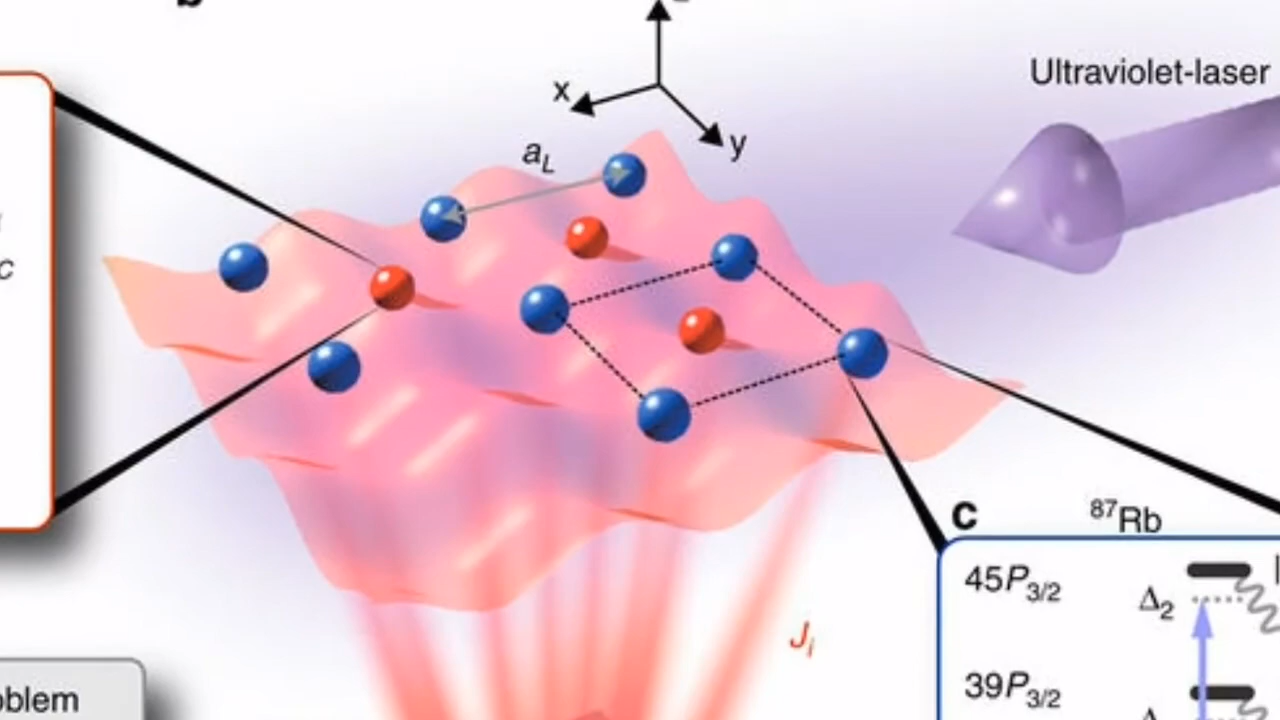 b
x
y
Ultraviolet-laser
a_L
c
c
⁸⁷Rb
45P₃/₂
Δ₂
39P₃/₂
J_i
oblem